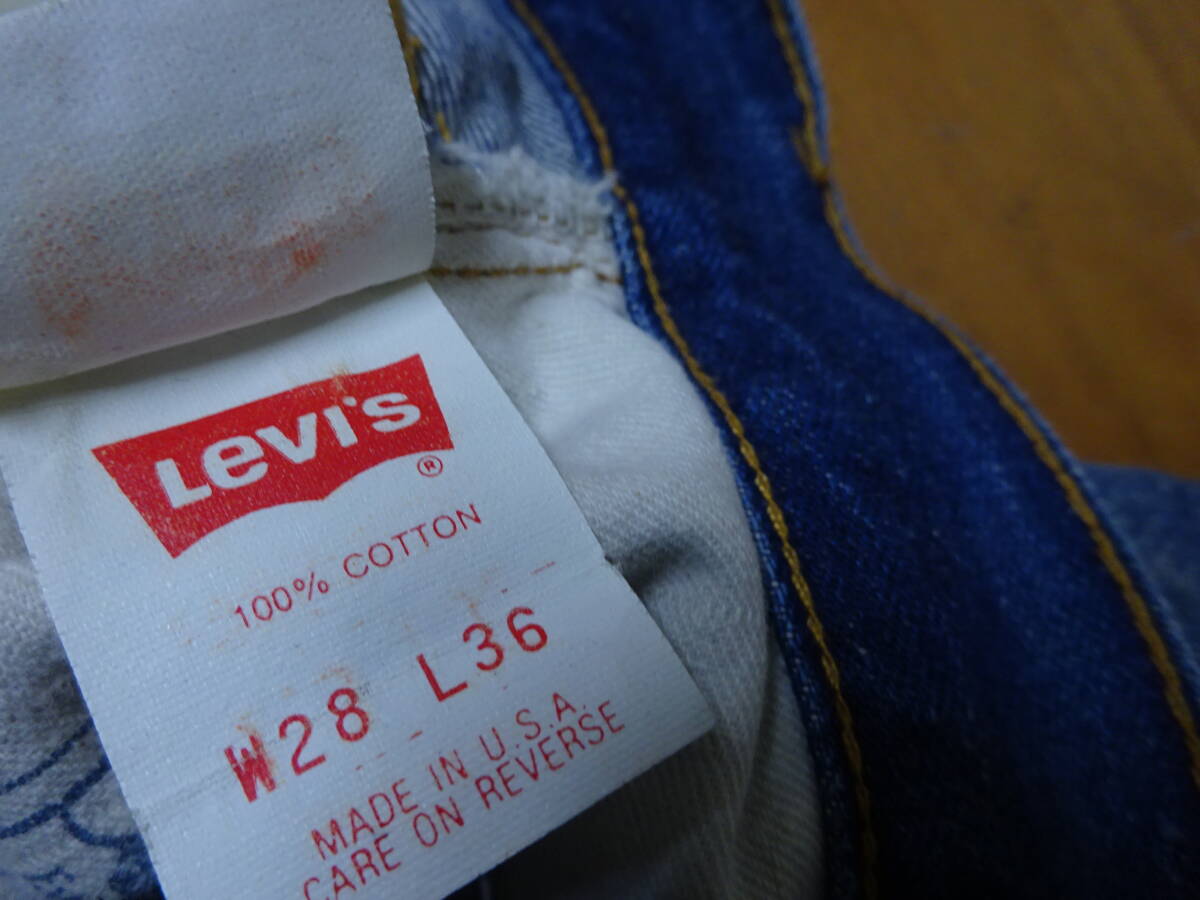 Levi's ®
100% COTTON
W28 L36
MADE IN U.S.A.
CARE ON REVERSE